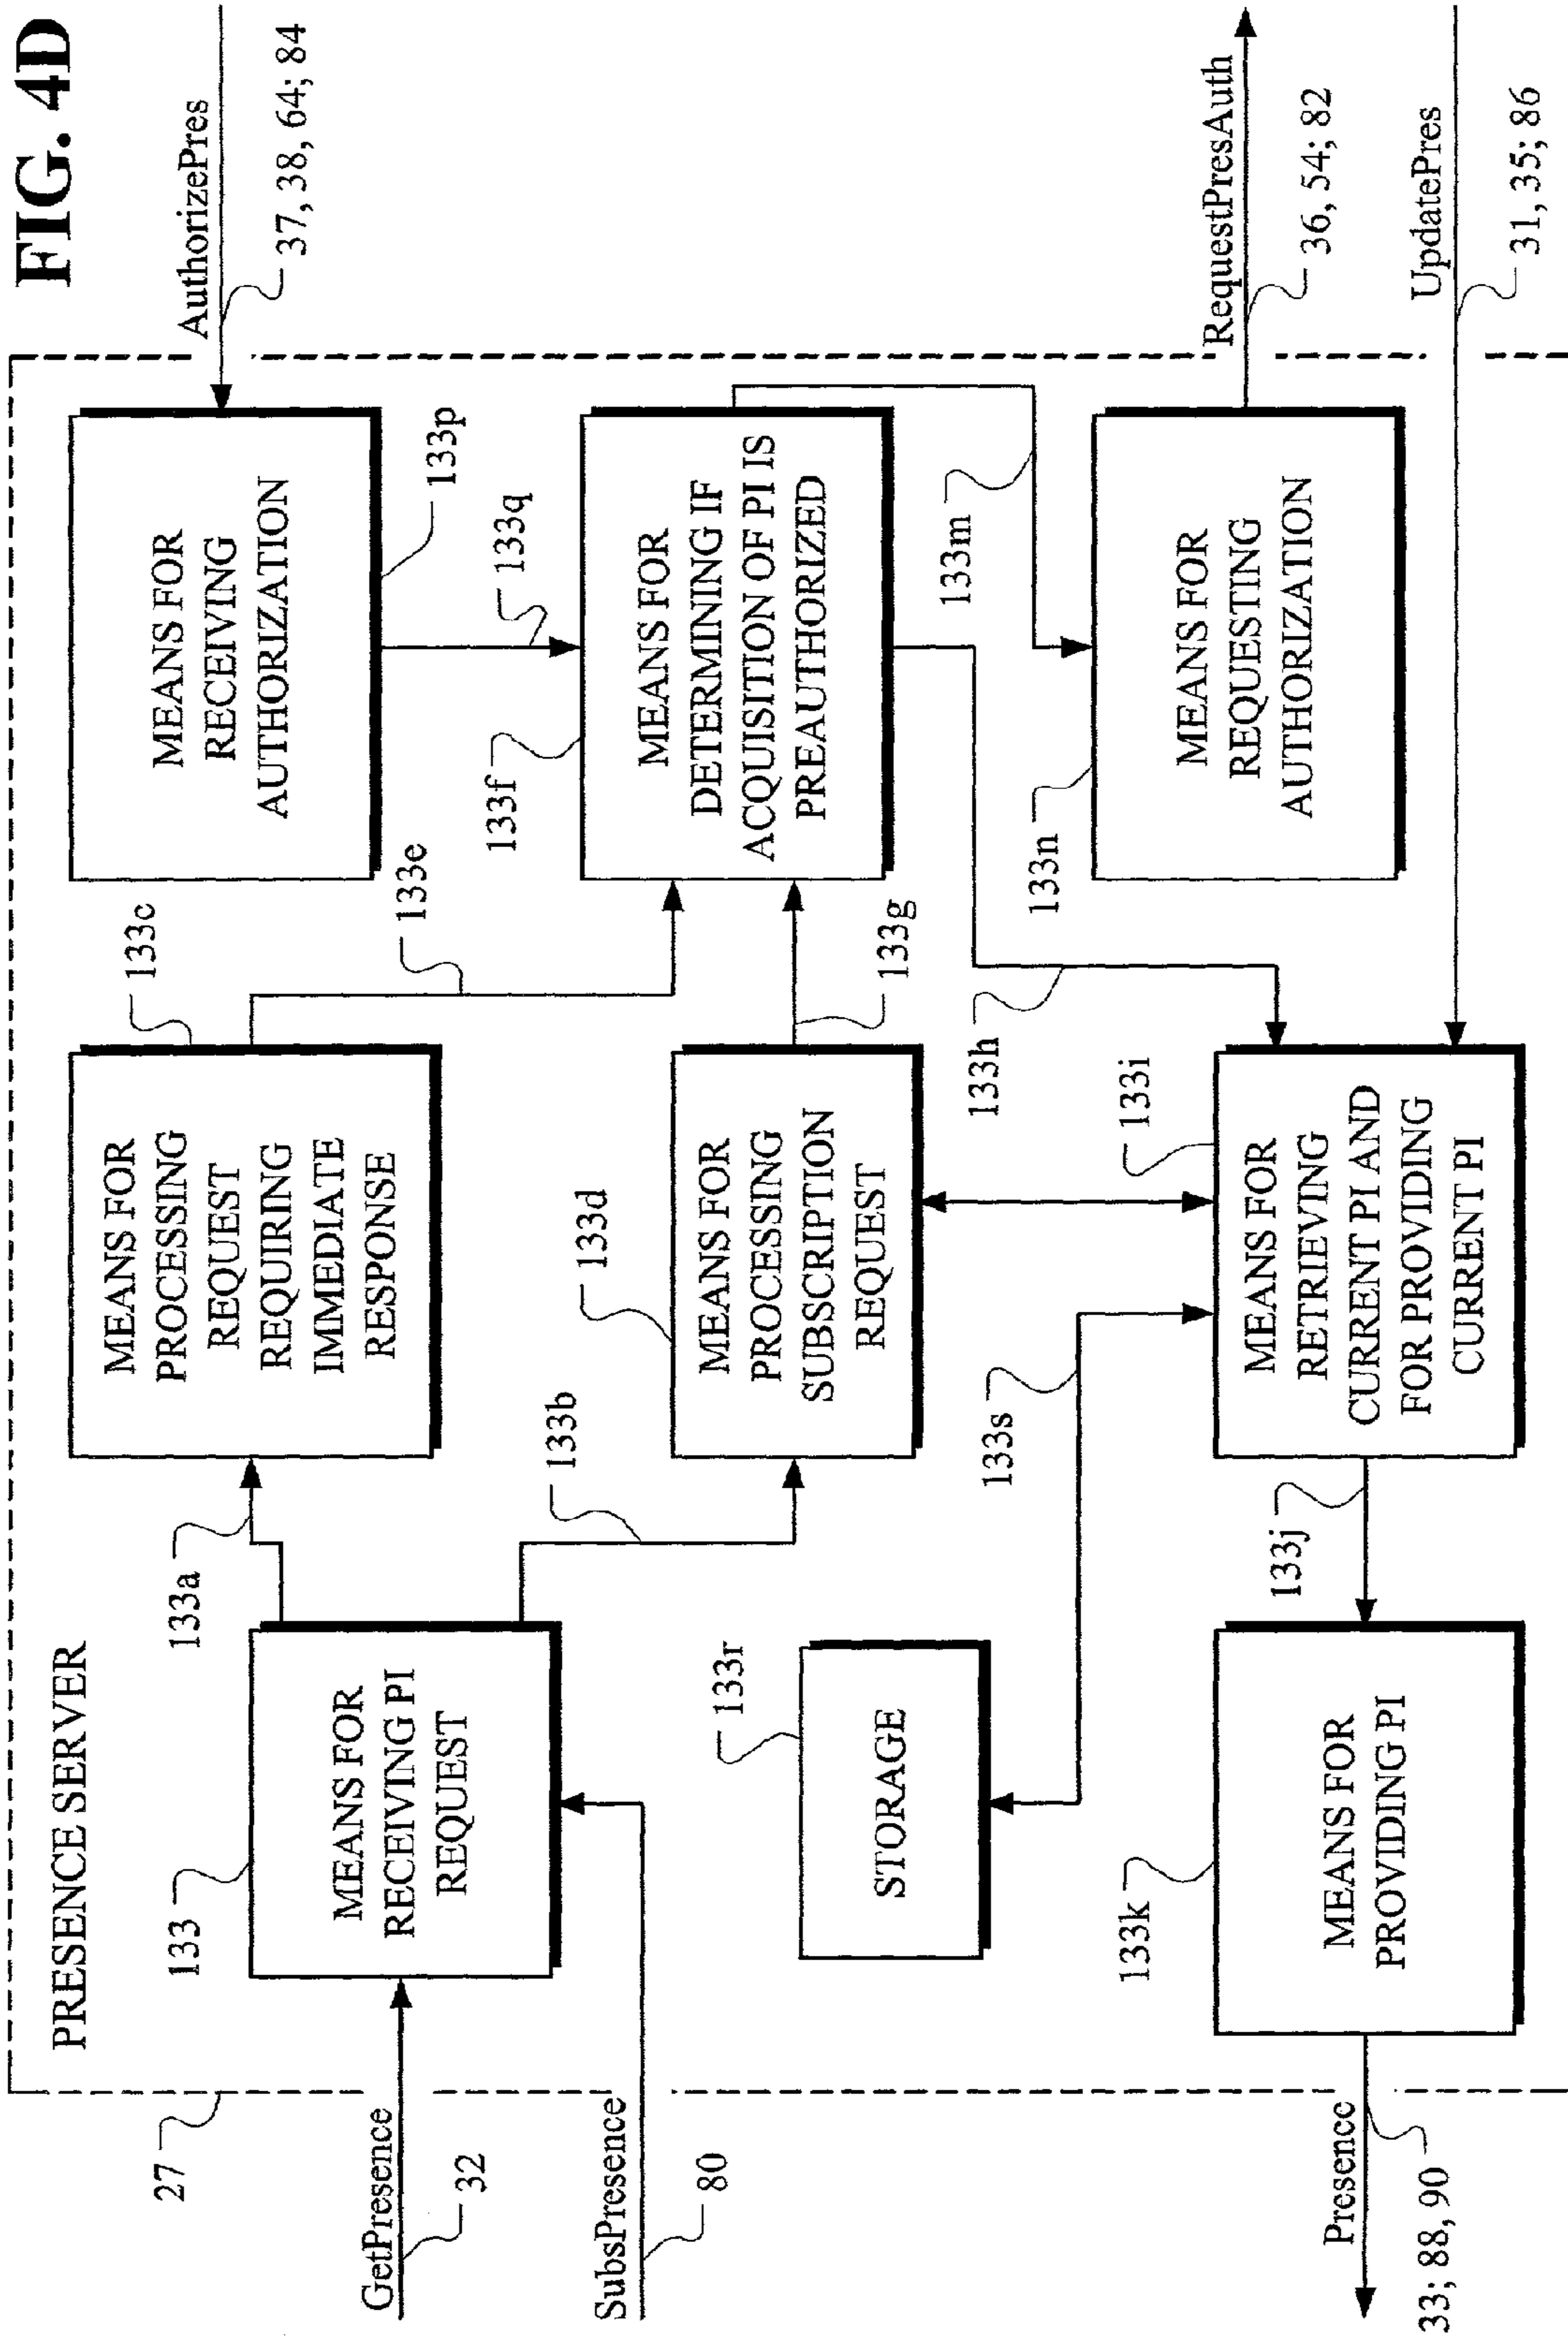 FIG. 4D
PRESENCE SERVER
27
GetPresence
32
SubsPresence
80
133
MEANS FOR
RECEIVING PI
REQUEST
133a
133b
133c
MEANS FOR
PROCESSING
REQUEST
REQUIRING
IMMEDIATE
RESPONSE
133d
MEANS FOR
PROCESSING
SUBSCRIPTION
REQUEST
133e
133g
MEANS FOR
RECEIVING
AUTHORIZATION
133p
AuthorizePres
37, 38, 64; 84
133q
133f
MEANS FOR
DETERMINING IF
ACQUISITION OF PI IS
PREAUTHORIZED
133m
133h
133n
MEANS FOR
REQUESTING
AUTHORIZATION
RequestPresAuth
36, 54; 82
UpdatePres
31, 35; 86
133r
STORAGE
133s
133i
MEANS FOR
RETRIEVING
CURRENT PI AND
FOR PROVIDING
CURRENT PI
133j
133k
MEANS FOR
PROVIDING PI
Presence
33; 88, 90